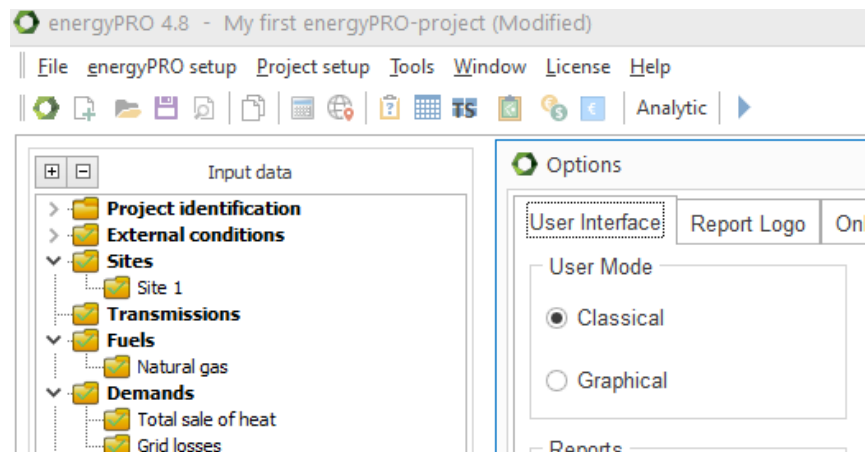 energyPRO 4.8 - My first energyPRO-project (Modified)
File energyPRO setup Project setup Tools Window License Help
TS € Analytic
Input data
Project identification
External conditions
Sites
Site 1
Transmissions
Fuels
Natural gas
Demands
Total sale of heat
Grid losses
Options
User Interface Report Logo Onl
User Mode
Classical
Graphical
Reports